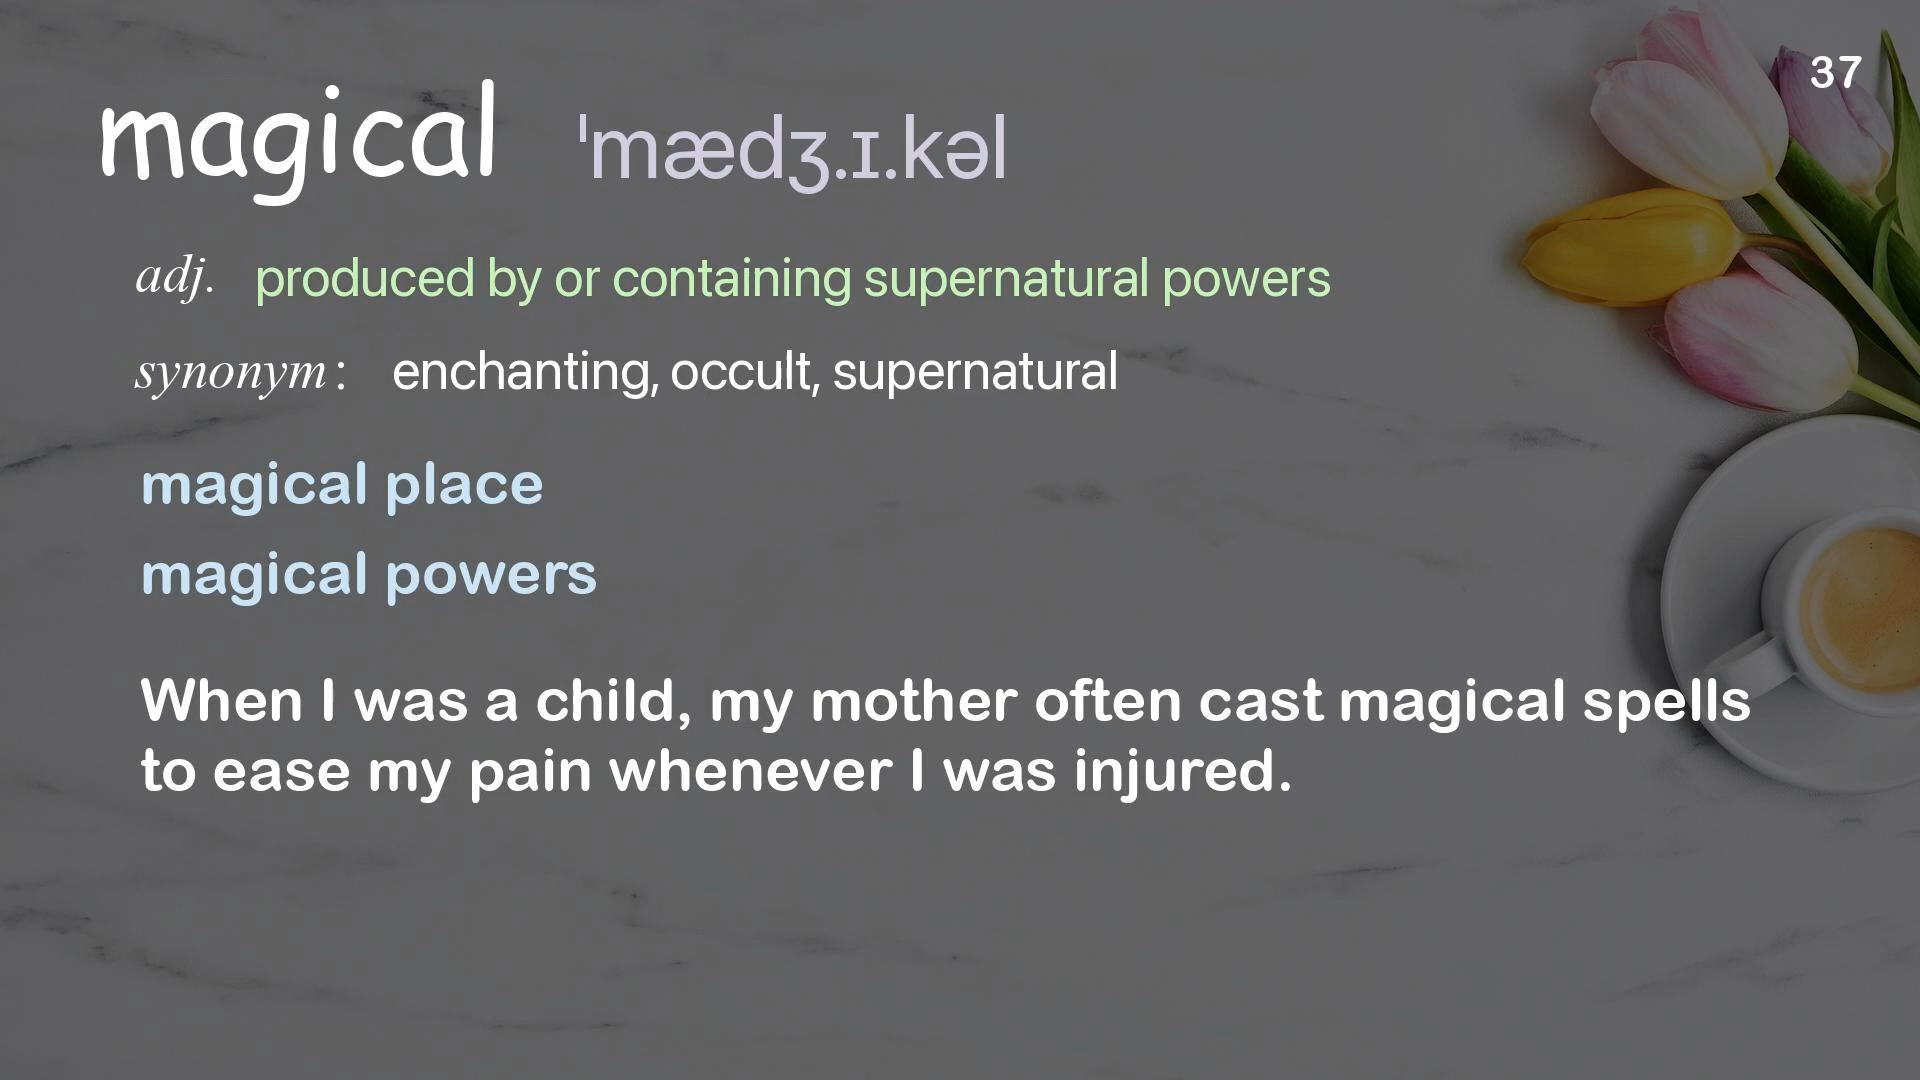 37
magical ˈmædʒ.ɪ.kəl
adj. produced by or containing supernatural powers
synonym: enchanting, occult, supernatural
magical place
magical powers
When I was a child, my mother often cast magical spells
to ease my pain whenever I was injured.